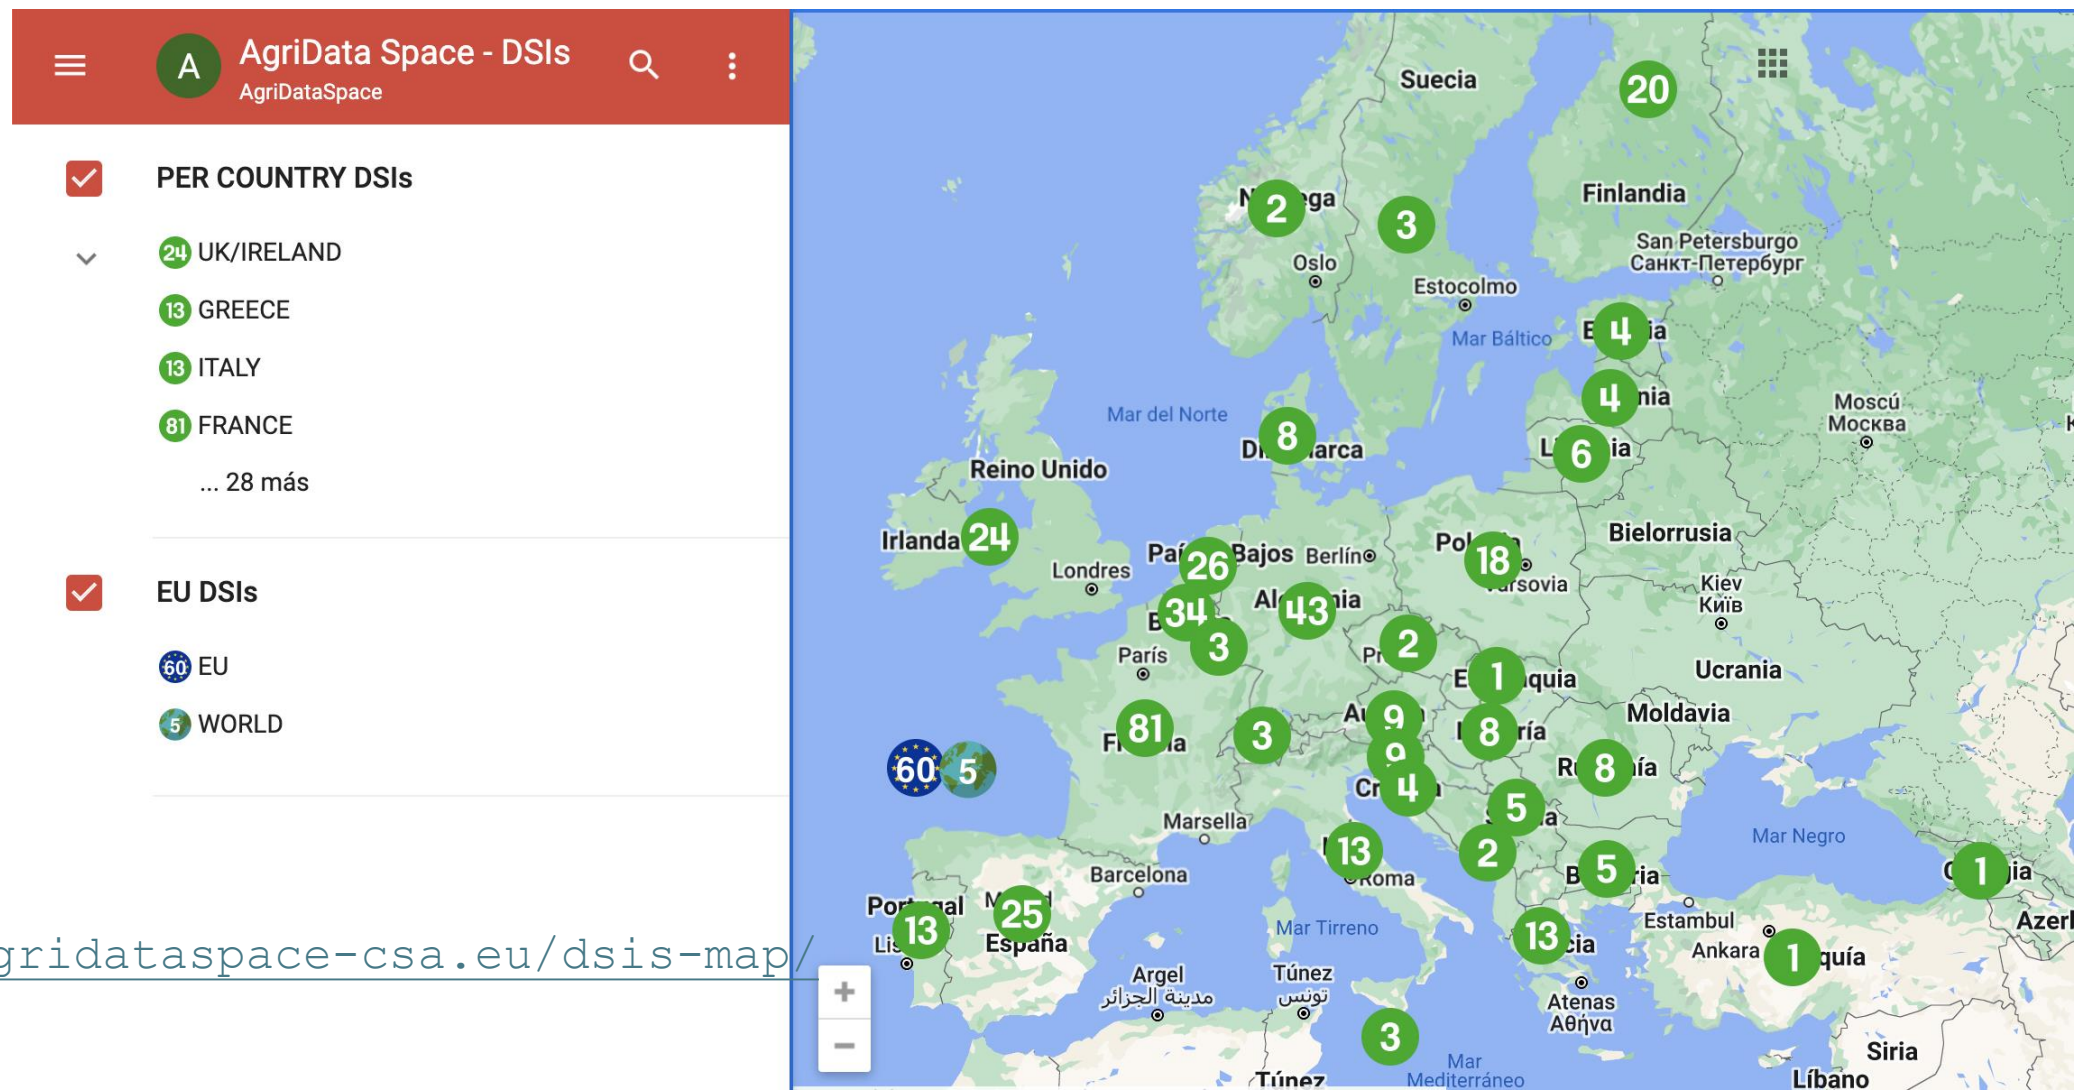 A
AgriData Space - DSIs
AgriDataSpace
PER COUNTRY DSIs
24 UK/IRELAND
13 GREECE
13 ITALY
81 FRANCE
... 28 más
EU DSIs
60 EU
5 WORLD
gridataspace-csa.eu/dsis-map/
Suecia
20
Finlandia
2
3
Oslo
Estocolmo
San Petersburgo
Санкт-Петербург
Mar Báltico
4
4
6
Moscú
Москва
Mar del Norte
8
Reino Unido
Irlanda
24
Londres
26
Bajos
Berlín
18
Bielorrusia
34
43
Kiev
Київ
3
París
2
1
Ucrania
81
3
9
8
Moldavia
60
5
9
4
8
5
Marsella
13
2
5
Mar Negro
Roma
1
Barcelona
25
España
13
Mar Tirreno
13
Estambul
Ankara
1
Argel
مدينة الجزائر
Túnez
تونس
Atenas
Αθήνα
3
Mar
Mediterráneo
Túnez
Siria
Líbano